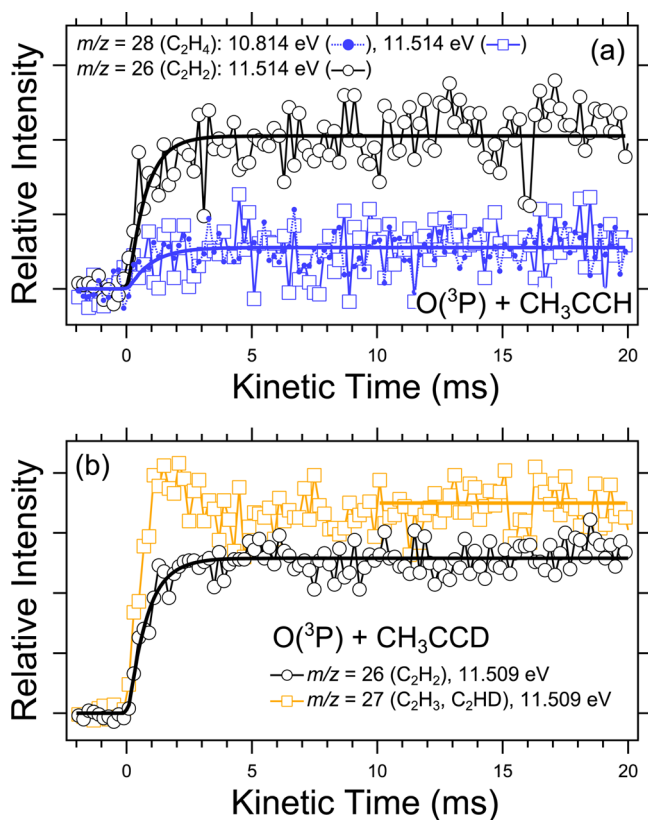 m/z = 28 (C₂H₄): 10.814 eV ( ), 11.514 eV ( )
m/z = 26 (C₂H₂): 11.514 eV ( )
(a)
Relative Intensity
O(³P) + CH₃CCH
0 5 10 15 20
Kinetic Time (ms)
(b)
Relative Intensity
O(³P) + CH₃CCD
m/z = 26 (C₂H₂), 11.509 eV
m/z = 27 (C₂H₃, C₂HD), 11.509 eV
0 5 10 15 20
Kinetic Time (ms)